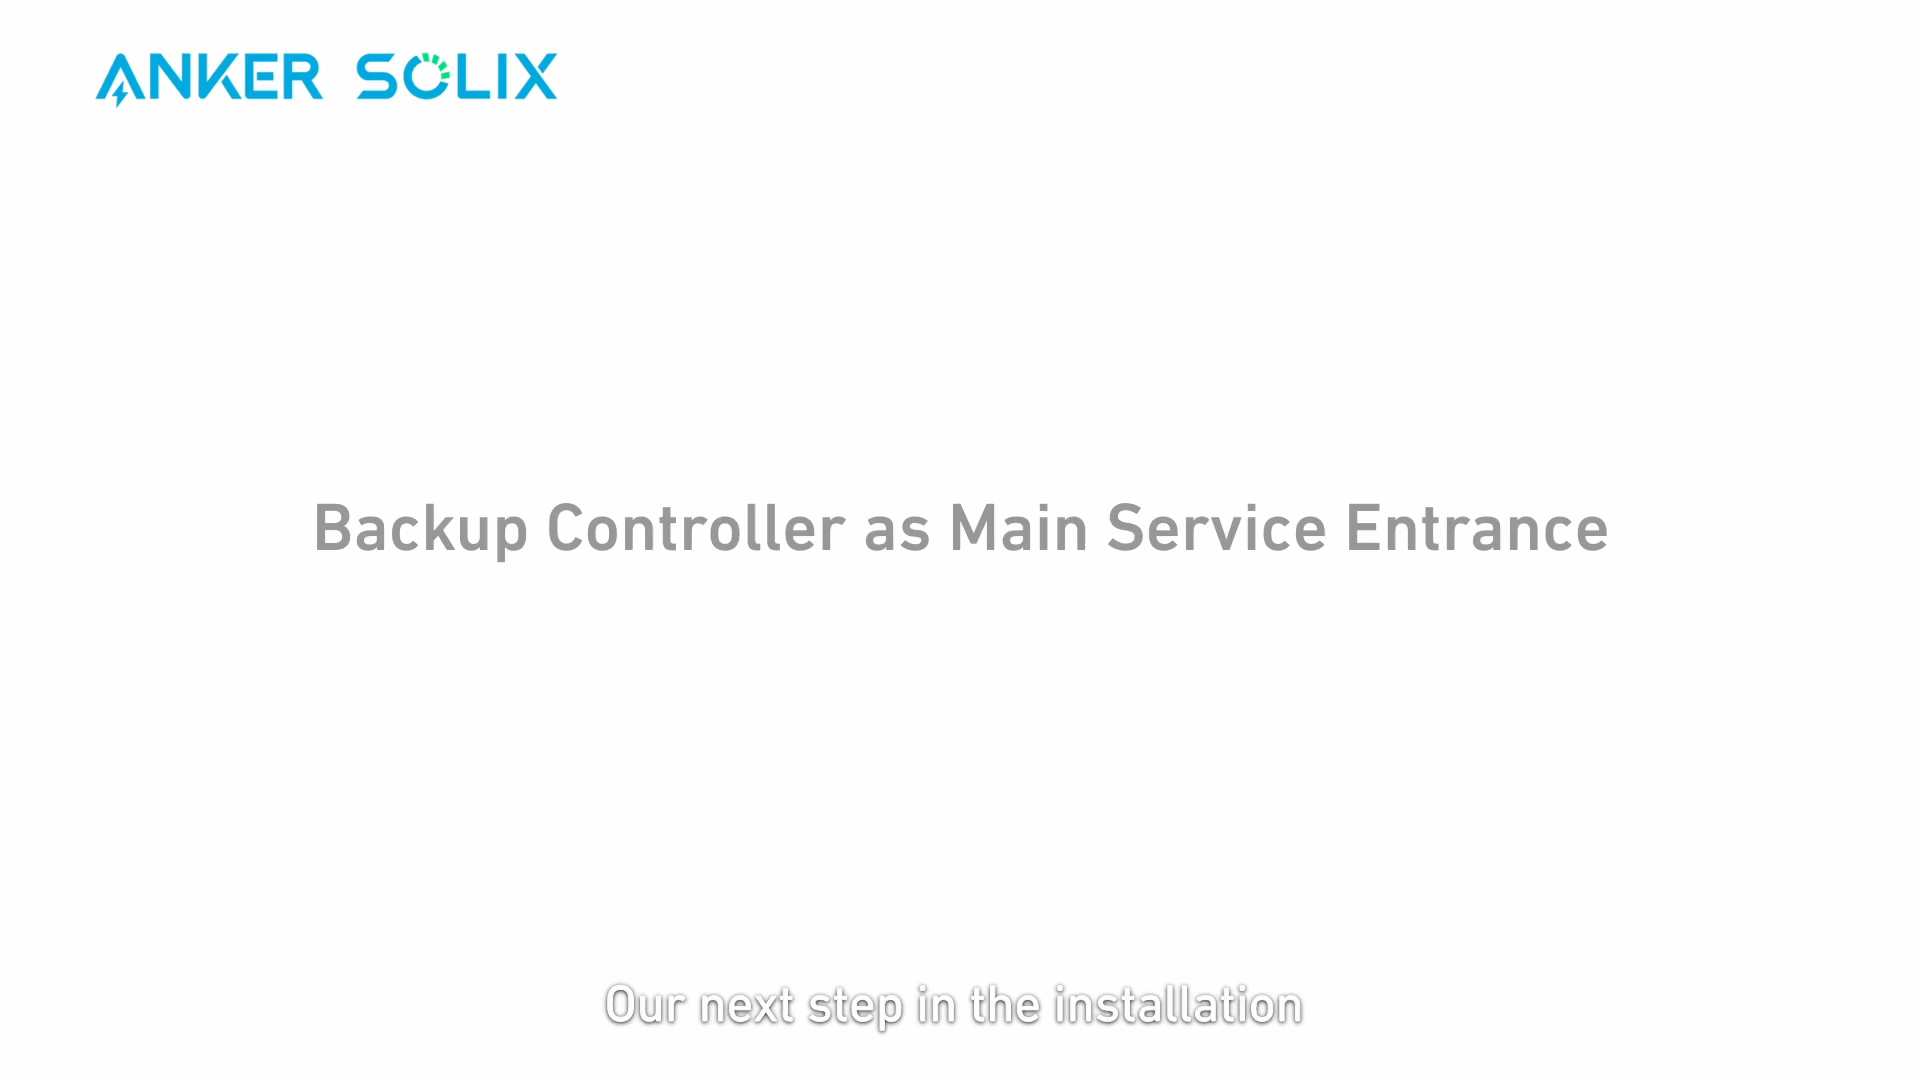 ANKER SOLIX
Backup Controller as Main Service Entrance
Our next step in the installation